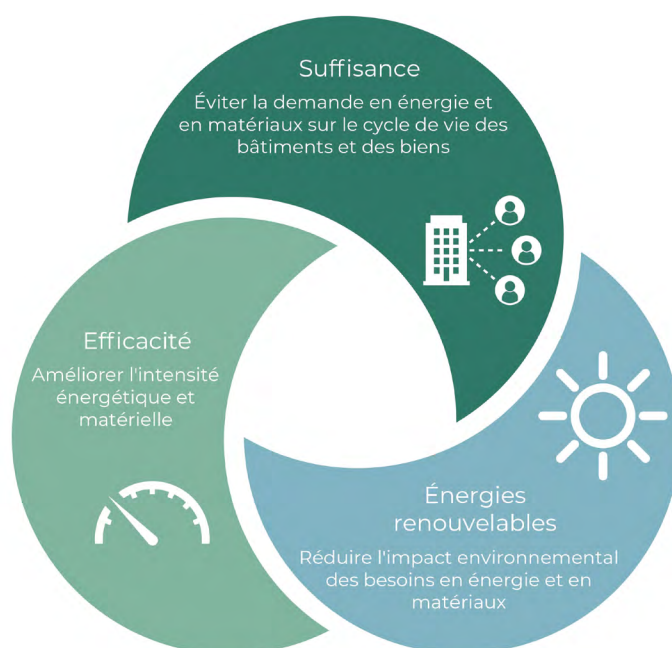 Suffisance
Éviter la demande en énergie et
en matériaux sur le cycle de vie des
bâtiments et des biens
Efficacité
Améliorer l'intensité
énergétique et
matérielle
Énergies
renouvelables
Réduire l'impact environnemental
des besoins en énergie et en
matériaux